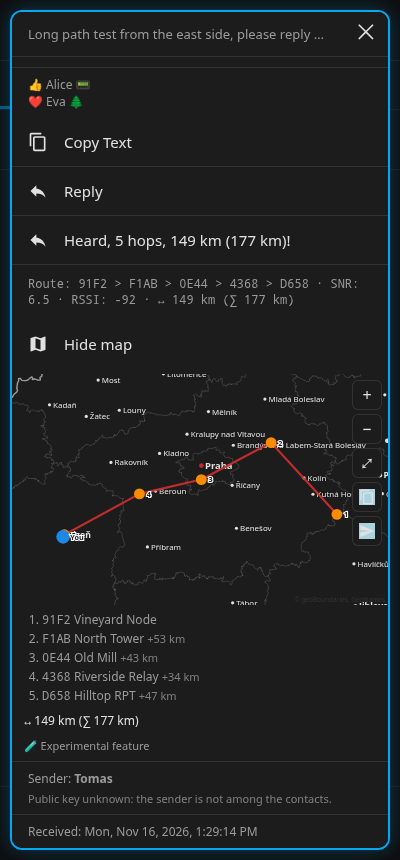 Long path test from the east side, please reply ...
👍 Alice 📟
❤️ Eva 🌲
Copy Text
Reply
Heard, 5 hops, 149 km (177 km)!
Route: 91F2 > F1AB > 0E44 > 4368 > D658 · SNR:
6.5 · RSSI: -92 · ↔ 149 km (∑ 177 km)
Hide map
Litoměřice
Most
Mladá Boleslav
Kadaň
Louny
Mělník
Žatec
Kralupy nad Vltavou
Labem-Stará Boleslav
Kladno
Rakovník
Praha
Kolín
Říčany
Beroun
4
3
1
Kutná Ho
Benešov
Příbram
Tábor
+
−
1. 91F2 Vineyard Node
2. F1AB North Tower +53 km
3. 0E44 Old Mill +43 km
4. 4368 Riverside Relay +34 km
5. D658 Hilltop RPT +47 km
↔149 km (∑ 177 km)
🧪 Experimental feature
Sender: Tomas
Public key unknown: the sender is not among the contacts.
Received: Mon, Nov 16, 2026, 1:29:14 PM